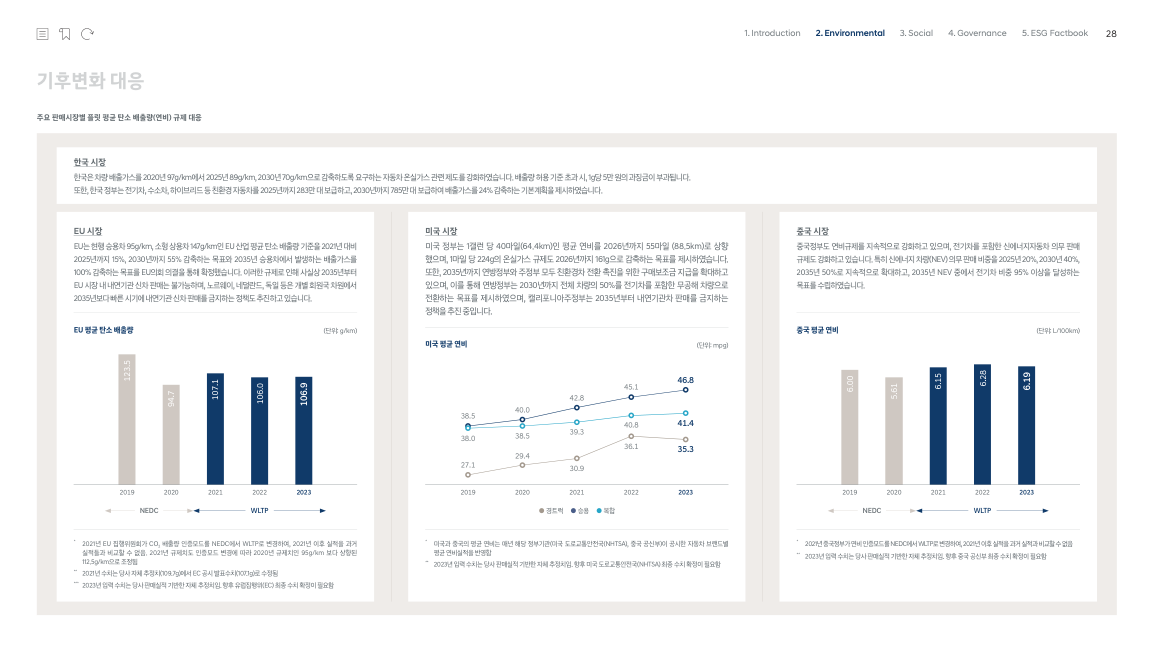 1. Introduction 2. Environmental 3. Social 4. Governance 5. ESG Factbook 28
기후변화 대응
주요 판매시장별 플릿 평균 탄소 배출량(연비) 규제 대응
한국 시장
한국은 차량 배출가스를 2020년 97g/km에서 2025년 89g/km, 2030년 70g/km으로 감축하도록 요구하는 자동차 온실가스 관련 제도를 강화하였습니다. 배출량 허용 기준 초과 시, 1g당 5만 원의 과징금이 부과됩니다.
또한, 한국 정부는 전기차, 수소차, 하이브리드 등 친환경 자동차를 2025년까지 283만 대 보급하고, 2030년까지 785만 대 보급하여 배출가스를 24% 감축하는 기본계획을 제시하였습니다.
EU 시장
EU는 현행 승용차 95g/km, 소형 상용차 147g/km인 EU 산업 평균 탄소 배출량 기준을 2021년 대비
2025년까지 15%, 2030년까지 55% 감축하는 목표와 2035년 승용차에서 발생하는 배출가스를
100% 감축하는 목표를 EU의회 의결을 통해 확정했습니다. 이러한 규제로 인해 사실상 2035년부터
EU 시장 내 내연기관 신차 판매는 불가능하며, 노르웨이, 네덜란드, 독일 등은 개별 회원국 차원에서
2035년보다 빠른 시기에 내연기관 신차 판매를 금지하는 정책도 추진하고 있습니다.
EU 평균 탄소 배출량 (단위: g/km)
123.5
94.7
107.1
106.0
106.9
2019 2020 2021 2022 2023
NEDC WLTP
* 2021년 EU 집행위원회가 CO₂ 배출량 인증모드를 NEDC에서 WLTP로 변경하여, 2021년 이후 실적을 과거
실적들과 비교할 수 없음. 2021년 규제치도 인증모드 변경에 따라 2020년 규제치인 95g/km 보다 상향된
112.5g/km으로 조정됨
** 2021년 수치는 당사 자체 추정치(109.7g)에서 EC 공시 발표수치(107.1g)로 수정됨
*** 2023년 입력 수치는 당사 판매실적 기반한 자체 추정치임. 향후 유럽집행위(EC) 최종 수치 확정이 필요함
미국 시장
미국 정부는 1갤런 당 40마일(64.4km)인 평균 연비를 2026년까지 55마일 (88.5km)로 상향
했으며, 1마일 당 224g의 온실가스 규제도 2026년까지 161g으로 감축하는 목표를 제시하였습니다.
또한, 2035년까지 연방정부와 주정부 모두 친환경차 전환 촉진을 위한 구매보조금 지급을 확대하고
있으며, 이를 통해 연방정부는 2030년까지 전체 차량의 50%를 전기차를 포함한 무공해 차량으로
전환하는 목표를 제시했으며, 캘리포니아주정부는 2035년부터 내연기관차 판매를 금지하는
정책을 추진 중입니다.
미국 평균 연비 (단위: mpg)
38.5 40.0 42.8 45.1 46.8
38.0 38.5 39.3 40.8 41.4
27.1 29.4 30.9 36.1 35.3
2019 2020 2021 2022 2023
경트럭 승용 복합
* 미국과 중국의 평균 연비는 매년 해당 정부기관(미국 도로교통안전국(NHTSA), 중국 공신부)이 공시한 자동차 브랜드별
평균 연비실적을 반영함
** 2023년 입력 수치는 당사 판매실적 기반한 자체 추정치임. 향후 미국 도로교통안전국(NHTSA) 최종 수치 확정이 필요함
중국 시장
중국정부도 연비규제를 지속적으로 강화하고 있으며, 전기차를 포함한 신에너지자동차 의무 판매
규제도 강화하고 있습니다. 특히 신에너지 차량(NEV) 의무 판매 비중을 2025년 20%, 2030년 40%,
2035년 50%로 지속적으로 확대하고, 2035년 NEV 중에서 전기차 비중 95% 이상을 달성하는
목표를 수립하였습니다.
중국 평균 연비 (단위: L/100km)
6.00
5.61
6.15
6.28
6.19
2019 2020 2021 2022 2023
NEDC WLTP
* 2021년 중국정부가 연비 인증모드를 NEDC에서 WLTP로 변경하여, 2021년 이후 실적을 과거 실적과 비교할 수 없음
** 2023년 입력 수치는 당사 판매실적 기반한 자체 추정치임. 향후 중국 공신부 최종 수치 확정이 필요함